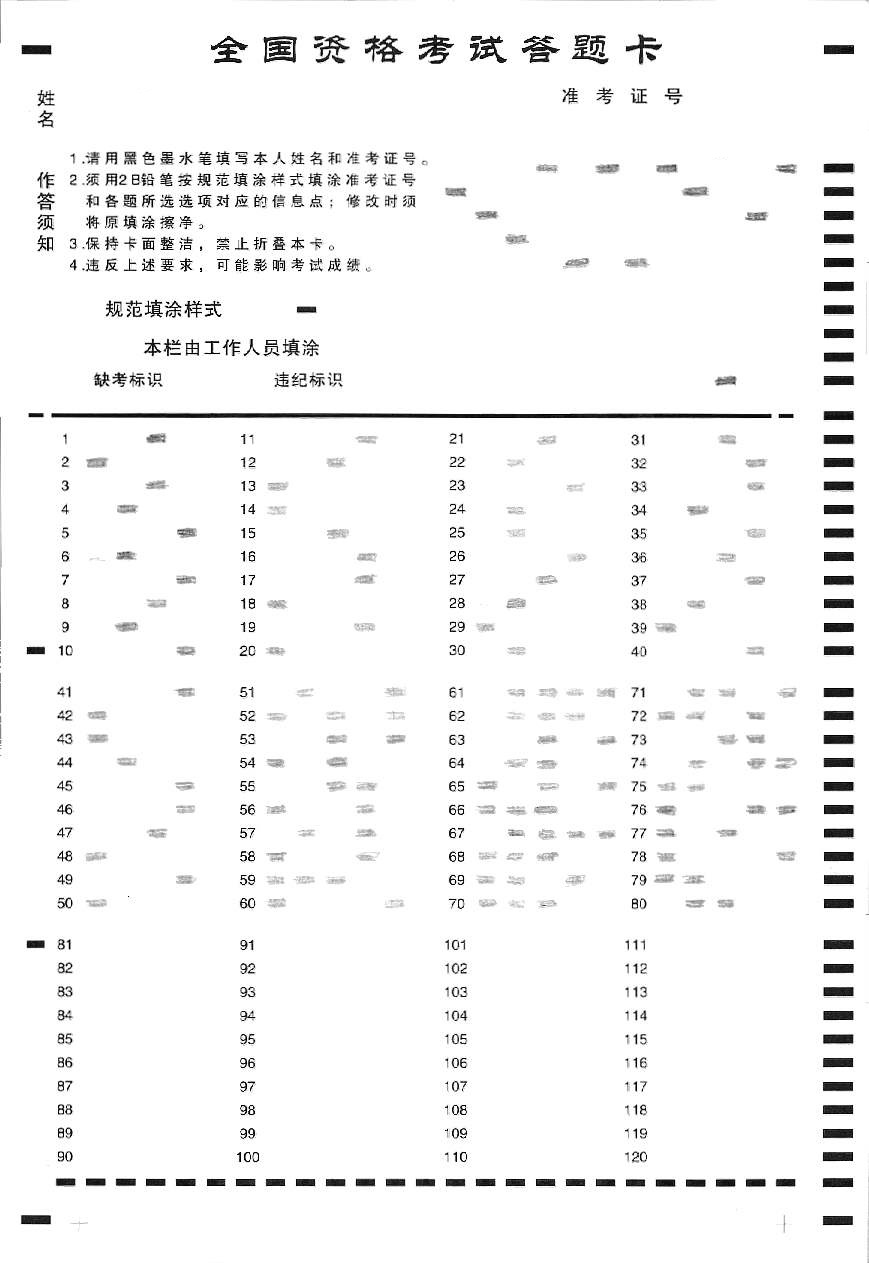 全国资格考试答题卡
姓名
准考证号
作答须知
1.请用黑色墨水笔填写本人姓名和准考证号。
2.须用2B铅笔按规范填涂样式填涂准考证号
和各题所选选项对应的信息点；修改时须
将原填涂擦净。
3.保持卡面整洁，禁止折叠本卡。
4.违反上述要求，可能影响考试成绩。
规范填涂样式
本栏由工作人员填涂
缺考标识 违纪标识
1 11 21 31
2 12 22 32
3 13 23 33
4 14 24 34
5 15 25 35
6 16 26 36
7 17 27 37
8 18 28 38
9 19 29 39
10 20 30 40
41 51 61 71
42 52 62 72
43 53 63 73
44 54 64 74
45 55 65 75
46 56 66 76
47 57 67 77
48 58 68 78
49 59 69 79
50 60 70 80
81 91 101 111
82 92 102 112
83 93 103 113
84 94 104 114
85 95 105 115
86 96 106 116
87 97 107 117
88 98 108 118
89 99 109 119
90 100 110 120